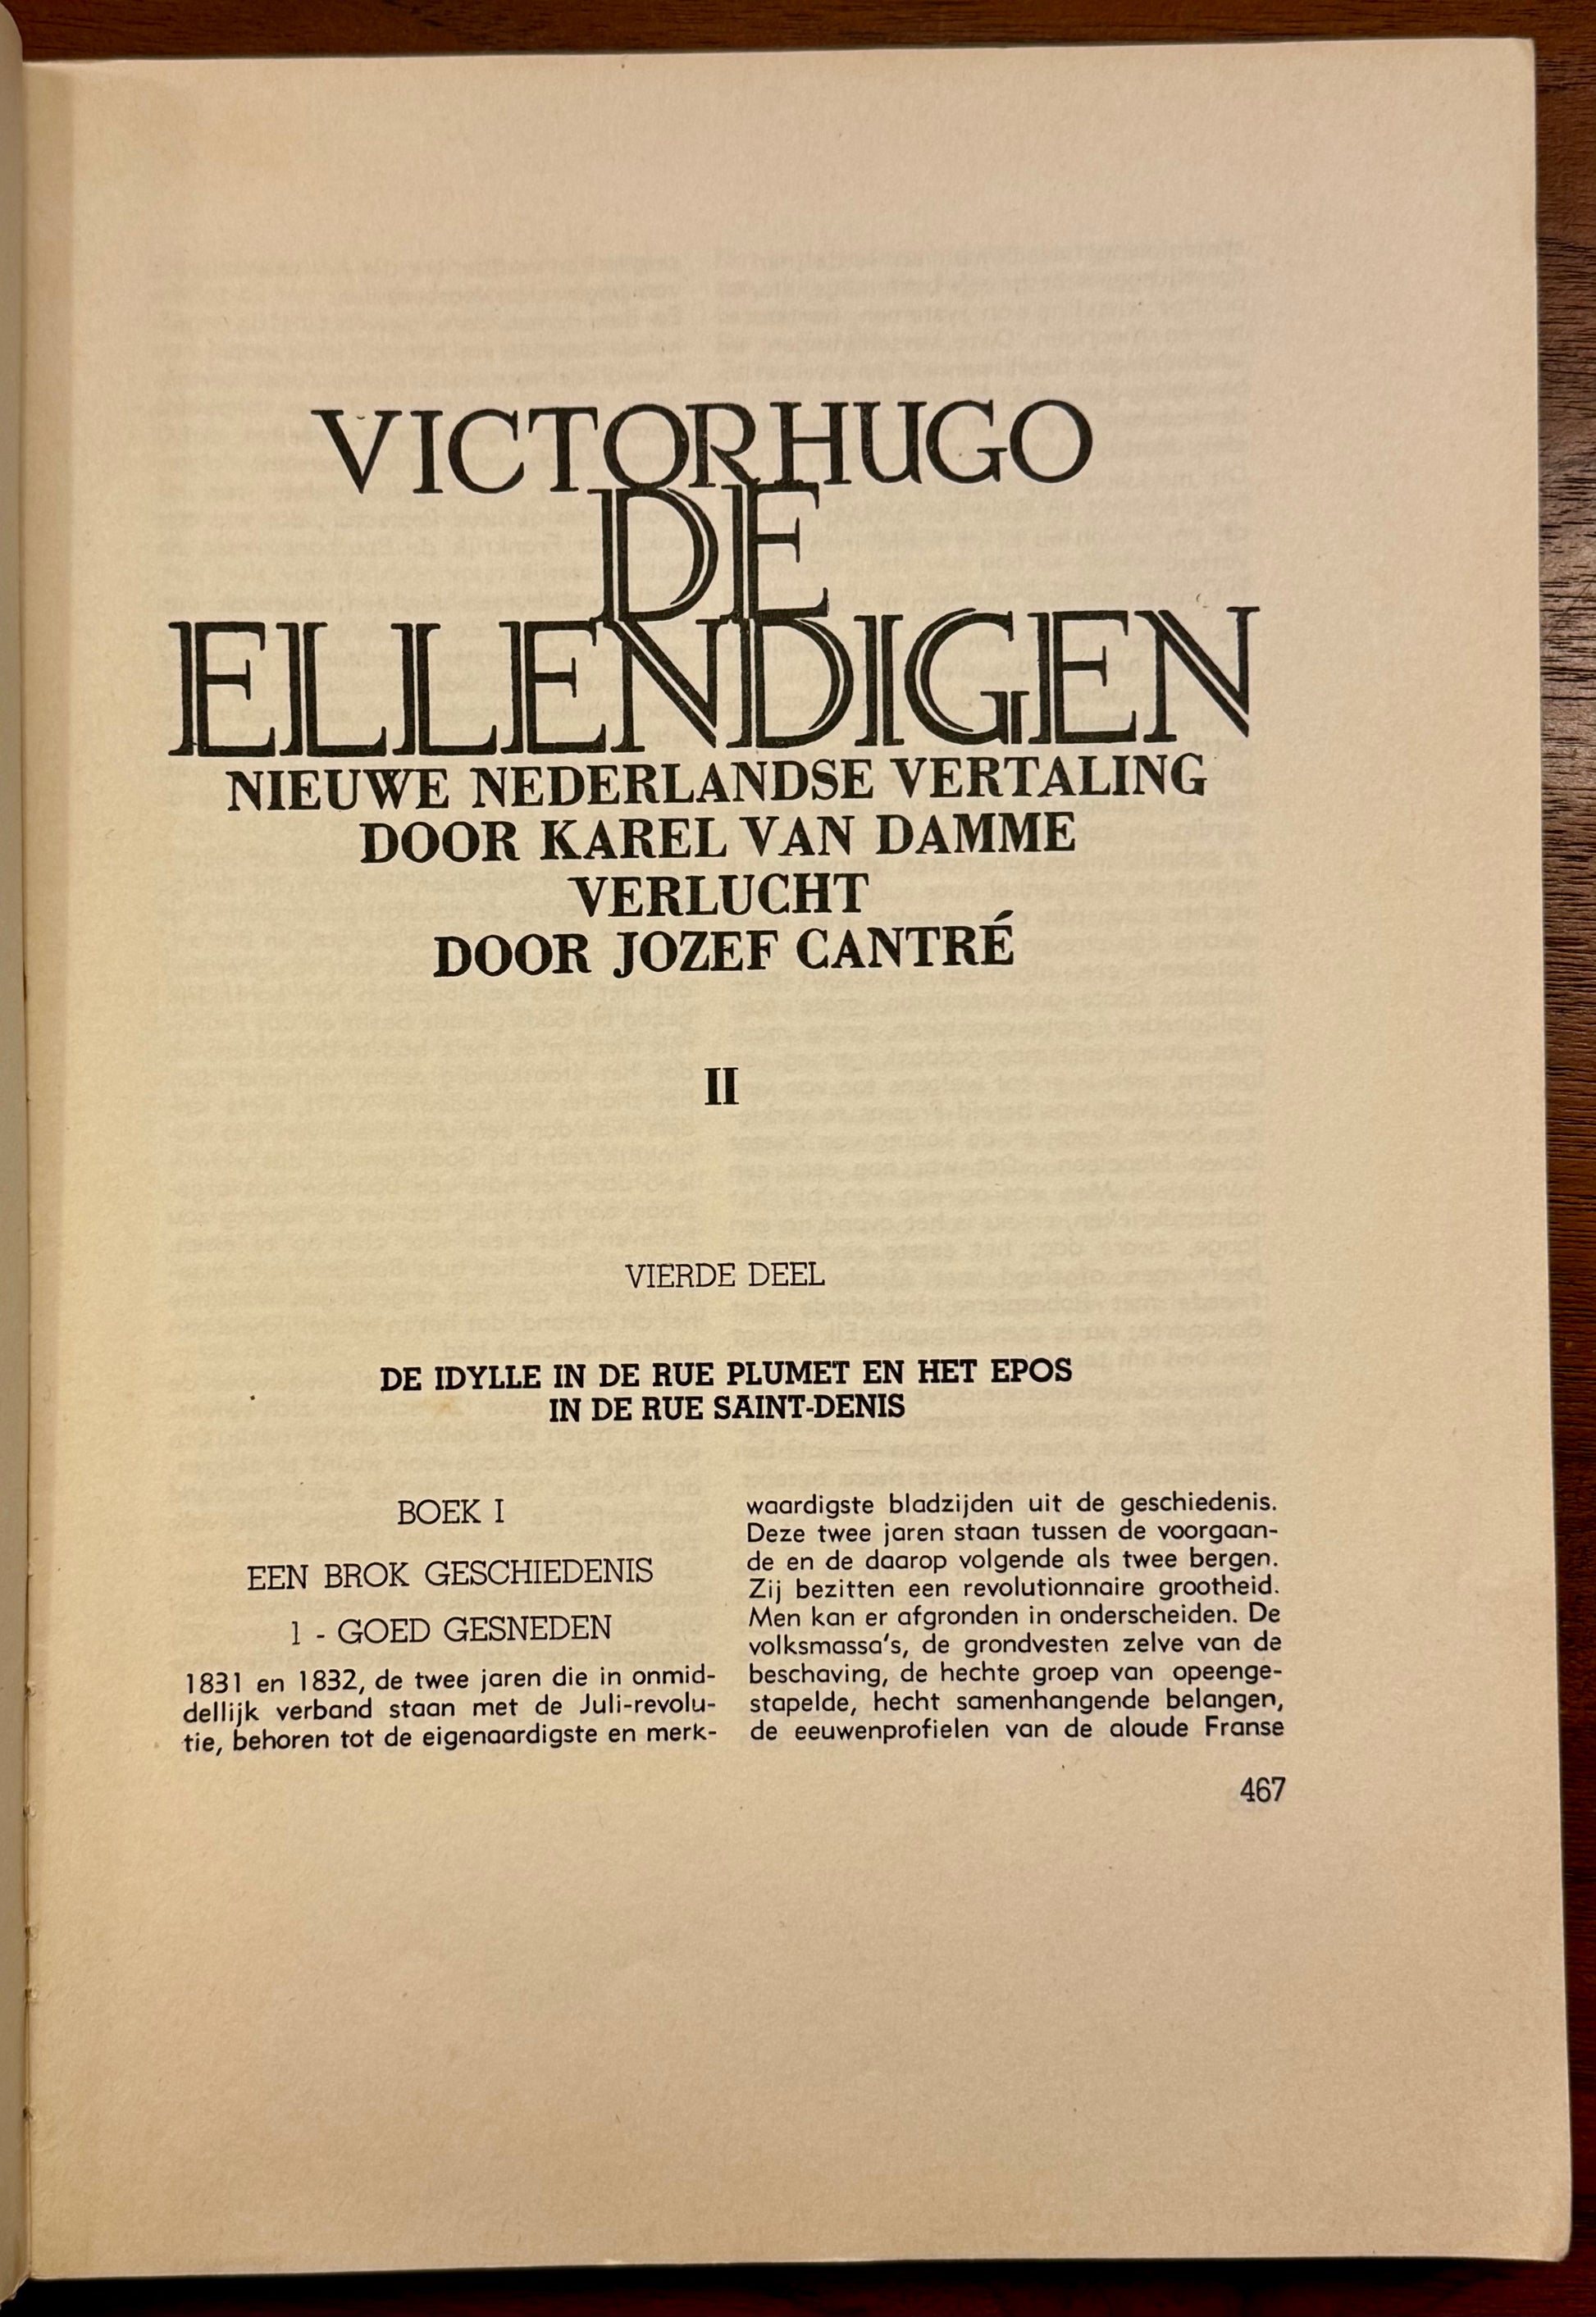 VICTOR HUGO
DE
ELLENDIGEN
NIEUWE NEDERLANDSE VERTALING
DOOR KAREL VAN DAMME
VERLUCHT
DOOR JOZEF CANTRÉ
II
VIERDE DEEL
DE IDYLLE IN DE RUE PLUMET EN HET EPOS
IN DE RUE SAINT-DENIS
BOEK I
EEN BROK GESCHIEDENIS
1 - GOED GESNEDEN
1831 en 1832, de twee jaren die in onmid-
dellijk verband staan met de Juli-revolu-
tie, behoren tot de eigenaardigste en merk-
waardigste bladzijden uit de geschiedenis.
Deze twee jaren staan tussen de voorgaan-
de en de daarop volgende als twee bergen.
Zij bezitten een revolutionnaire grootheid.
Men kan er afgronden in onderscheiden. De
volksmassa's, de grondvesten zelve van de
beschaving, de hechte groep van opeenge-
stapelde, hecht samenhangende belangen,
de eeuwenprofielen van de aloude Franse
467